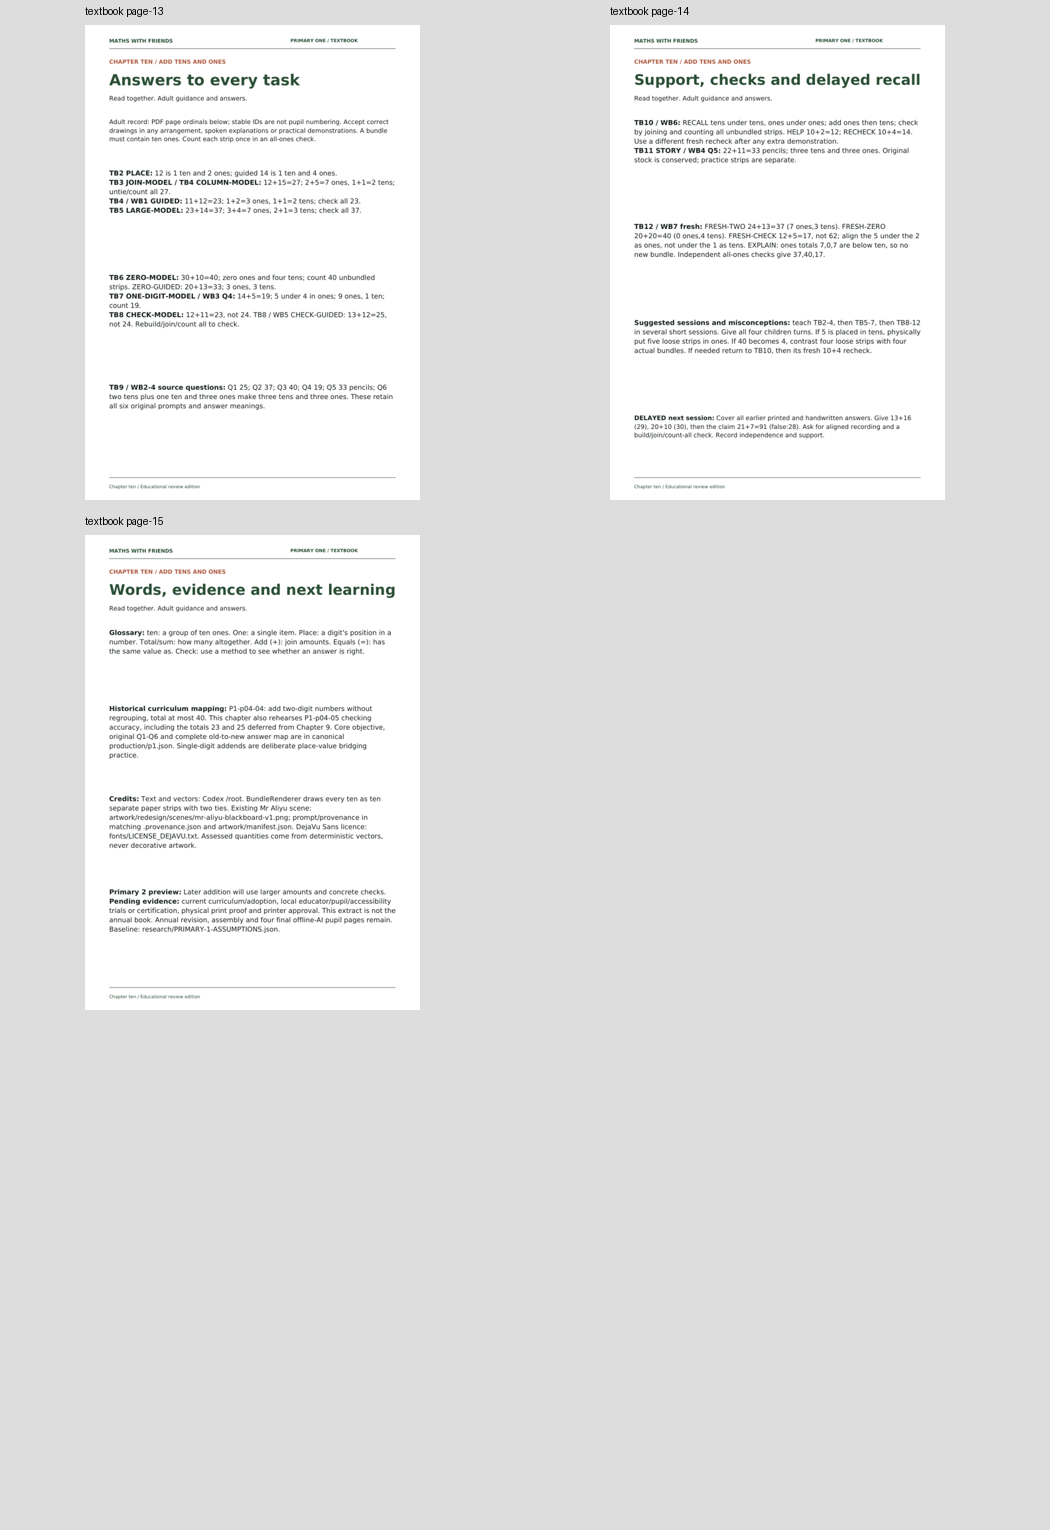 textbook page-13
MATHS WITH FRIENDS
PRIMARY ONE / TEXTBOOK
CHAPTER TEN / ADD TENS AND ONES
Answers to every task
Read together. Adult guidance and answers.
Adult record: PDF page ordinals below; stable IDs are not pupil numbering. Accept correct
drawings in any arrangement, spoken explanations or practical demonstrations. A bundle
must contain ten ones. Count each strip once in an all-ones check.
TB2 PLACE: 12 is 1 ten and 2 ones; guided 14 is 1 ten and 4 ones.
TB3 JOIN-MODEL / TB4 COLUMN-MODEL: 12+15=27; 2+5=7 ones, 1+1=2 tens;
untie/count all 27.
TB4 / WB1 GUIDED: 11+12=23; 1+2=3 ones, 1+1=2 tens; check all 23.
TB5 LARGE-MODEL: 23+14=37; 3+4=7 ones, 2+1=3 tens; check all 37.
TB6 ZERO-MODEL: 30+10=40; zero ones and four tens; count 40 unbundled
strips. ZERO-GUIDED: 20+13=33; 3 ones, 3 tens.
TB7 ONE-DIGIT-MODEL / WB3 Q4: 14+5=19; 5 under 4 in ones; 9 ones, 1 ten;
count 19.
TB8 CHECK-MODEL: 12+11=23, not 24. TB8 / WB5 CHECK-GUIDED: 13+12=25,
not 24. Rebuild/join/count all to check.
TB9 / WB2-4 source questions: Q1 25; Q2 37; Q3 40; Q4 19; Q5 33 pencils; Q6
two tens plus one ten and three ones make three tens and three ones. These retain
all six original prompts and answer meanings.
Chapter ten / Educational review edition
textbook page-14
MATHS WITH FRIENDS
PRIMARY ONE / TEXTBOOK
CHAPTER TEN / ADD TENS AND ONES
Support, checks and delayed recall
Read together. Adult guidance and answers.
TB10 / WB6: RECALL tens under tens, ones under ones; add ones then tens; check
by joining and counting all unbundled strips. HELP 10+2=12; RECHECK 10+4=14.
Use a different fresh recheck after any extra demonstration.
TB11 STORY / WB4 Q5: 22+11=33 pencils; three tens and three ones. Original
stock is conserved; practice strips are separate.
TB12 / WB7 fresh: FRESH-TWO 24+13=37 (7 ones,3 tens). FRESH-ZERO
20+20=40 (0 ones,4 tens). FRESH-CHECK 12+5=17, not 62; align the 5 under the 2
as ones, not under the 1 as tens. EXPLAIN: ones totals 7,0,7 are below ten, so no
new bundle. Independent all-ones checks give 37,40,17.
Suggested sessions and misconceptions: teach TB2-4, then TB5-7, then TB8-12
in several short sessions. Give all four children turns. If 5 is placed in tens, physically
put five loose strips in ones. If 40 becomes 4, contrast four loose strips with four
actual bundles. If needed return to TB10, then its fresh 10+4 recheck.
DELAYED next session: Cover all earlier printed and handwritten answers. Give 13+16
(29), 20+10 (30), then the claim 21+7=91 (false:28). Ask for aligned recording and a
build/join/count-all check. Record independence and support.
textbook page-15
MATHS WITH FRIENDS
PRIMARY ONE / TEXTBOOK
CHAPTER TEN / ADD TENS AND ONES
Words, evidence and next learning
Read together. Adult guidance and answers.
Glossary: ten: a group of ten ones. One: a single item. Place: a digit's position in a
number. Total/sum: how many altogether. Add (+): join amounts. Equals (=): has
the same value as. Check: use a method to see whether an answer is right.
Historical curriculum mapping: P1-p04-04: add two-digit numbers without
regrouping, total at most 40. This chapter also rehearses P1-p04-05 checking
accuracy, including the totals 23 and 25 deferred from Chapter 9. Core objective,
original Q1-Q6 and complete old-to-new answer map are in canonical
production/p1.json. Single-digit addends are deliberate place-value bridging
practice.
Credits: Text and vectors: Codex /root. BundleRenderer draws every ten as ten
separate paper strips with two ties. Existing Mr Aliyu scene:
artwork/redesign/scenes/mr-aliyu-blackboard-v1.png; prompt/provenance in
matching .provenance.json and artwork/manifest.json. DejaVu Sans licence:
fonts/LICENSE_DEJAVU.txt. Assessed quantities come from deterministic vectors,
never decorative artwork.
Primary 2 preview: Later addition will use larger amounts and concrete checks.
Pending evidence: current curriculum/adoption, local educator/pupil/accessibility
trials or certification, physical print proof and printer approval. This extract is not the
annual book. Annual revision, assembly and four final offline-AI pupil pages remain.
Baseline: research/PRIMARY-1-ASSUMPTIONS.json.
Chapter ten / Educational review edition
Chapter ten / Educational review edition